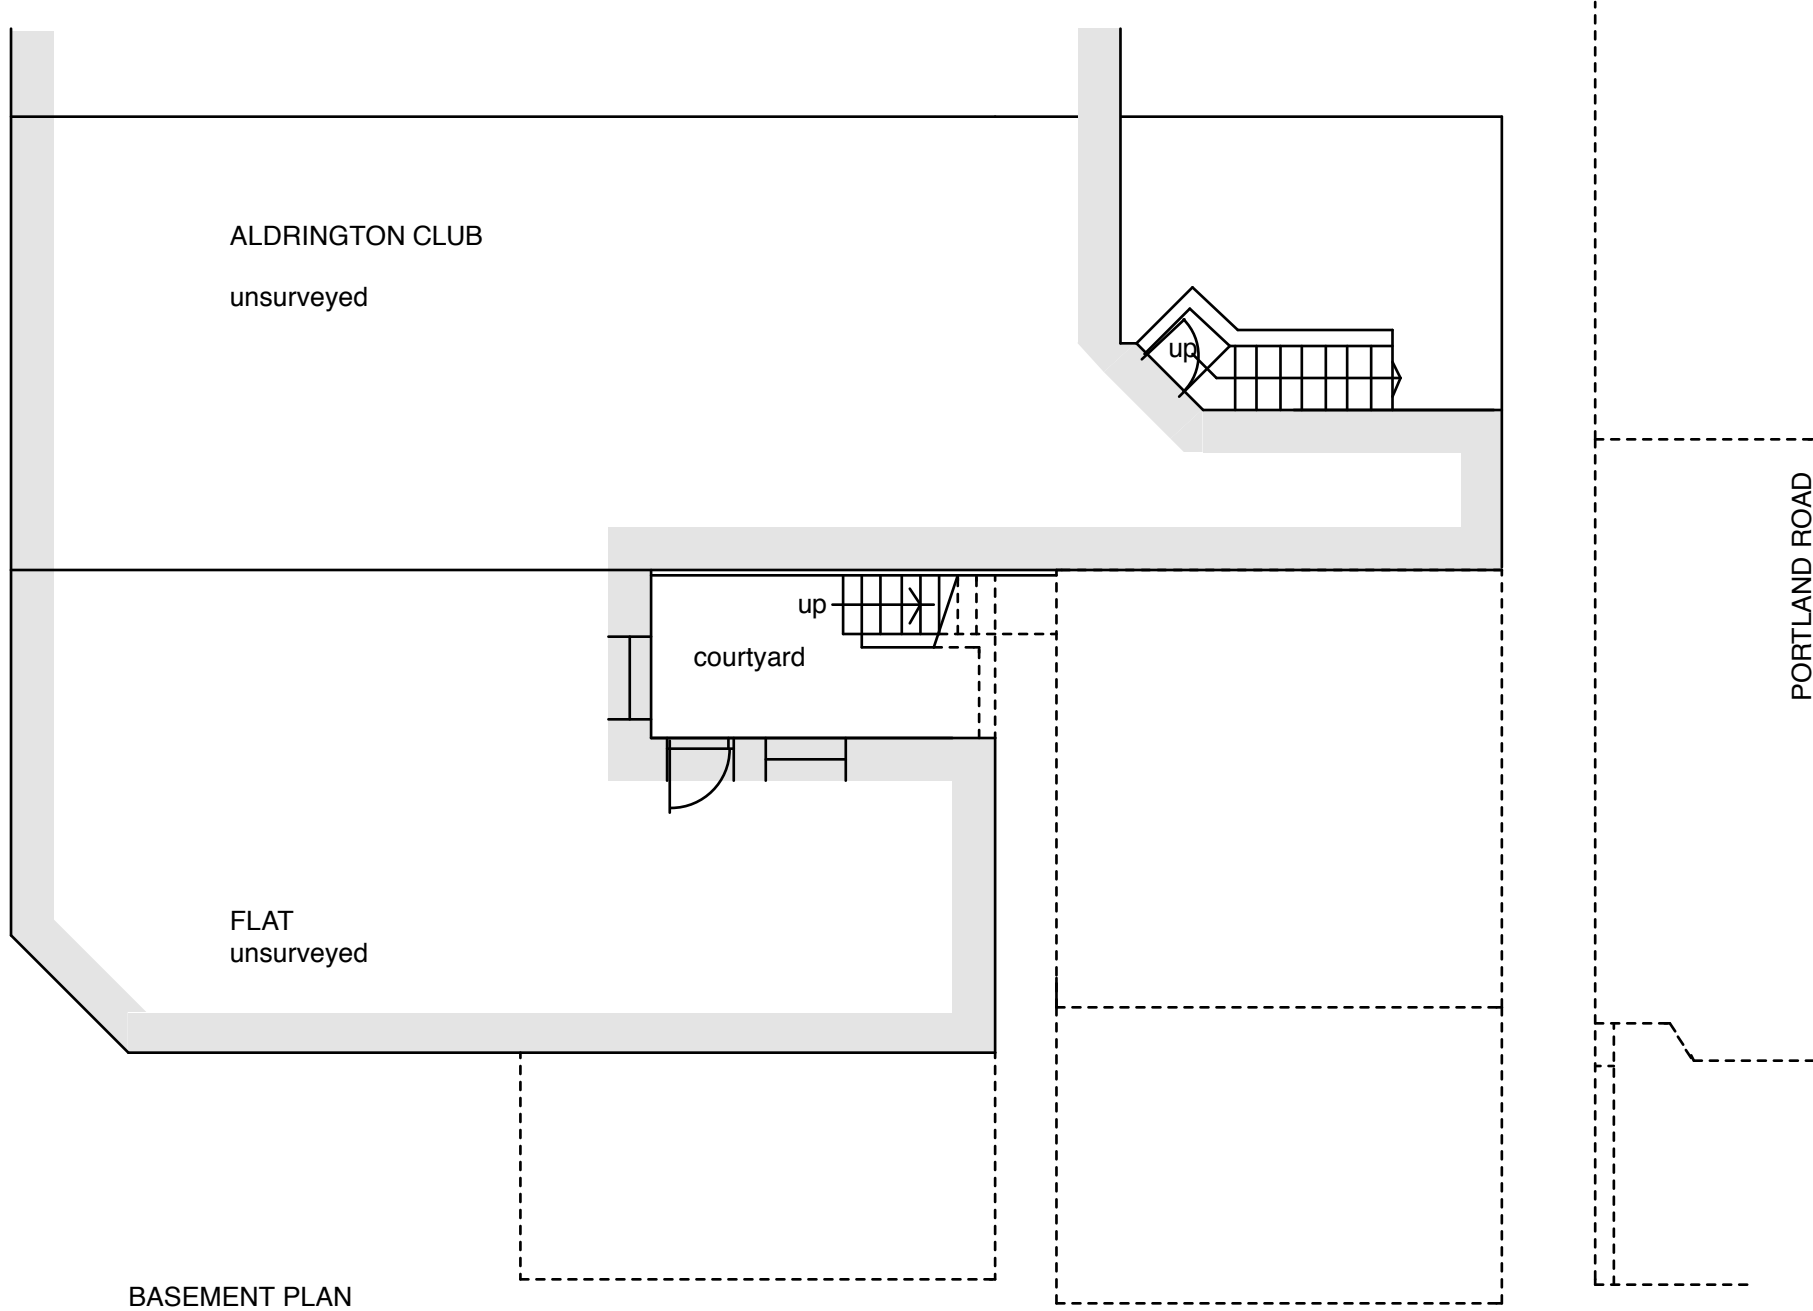 ALDRINGTON CLUB
unsurveyed
up
PORTLAND ROAD
up
courtyard
FLAT
unsurveyed
BASEMENT PLAN